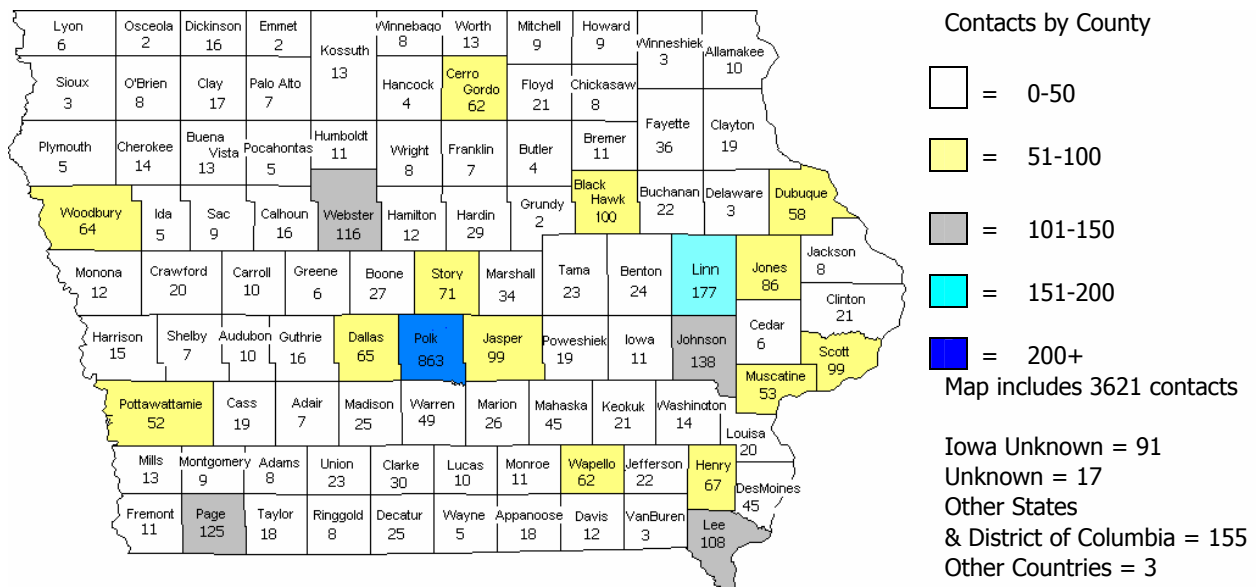 Lyon Osceola Dickinson Emmet Winnebago Worth Mitchell Howard
6 2 16 2 8 13 9 9
Kossuth Winneshiek Allamakee
13 3 10
Sioux O'Brien Clay Palo Alto Hancock Cerro Gordo Floyd Chickasaw
3 8 17 7 4 62 21 8
Plymouth Cherokee Buena Vista Pocahontas Humboldt Wright Franklin Butler Bremer Fayette Clayton
5 14 13 5 11 8 7 4 11 36 19
Woodbury Ida Sac Calhoun Webster Hamilton Hardin Grundy Black Hawk Buchanan Delaware Dubuque
64 5 9 16 116 12 29 2 100 22 3 58
Monona Crawford Carroll Greene Boone Story Marshall Tama Benton Linn Jones Jackson
12 20 10 6 27 71 34 23 24 177 86 8
Clinton
21
Harrison Shelby Audubon Guthrie Dallas Polk Jasper Poweshiek Iowa Johnson Cedar Scott
15 7 10 16 65 863 99 19 11 138 6 99
Muscatine
53
Pottawattamie Cass Adair Madison Warren Marion Mahaska Keokuk Washington Louisa
52 19 7 25 49 26 45 21 14 20
Mills Montgomery Adams Union Clarke Lucas Monroe Wapello Jefferson Henry DesMoines
13 9 8 23 30 10 11 62 22 67 45
Fremont Page Taylor Ringgold Decatur Wayne Appanoose Davis VanBuren Lee
11 125 18 8 25 5 18 12 3 108
Contacts by County
= 0-50
= 51-100
= 101-150
= 151-200
= 200+
Map includes 3621 contacts
Iowa Unknown = 91
Unknown = 17
Other States
& District of Columbia = 155
Other Countries = 3